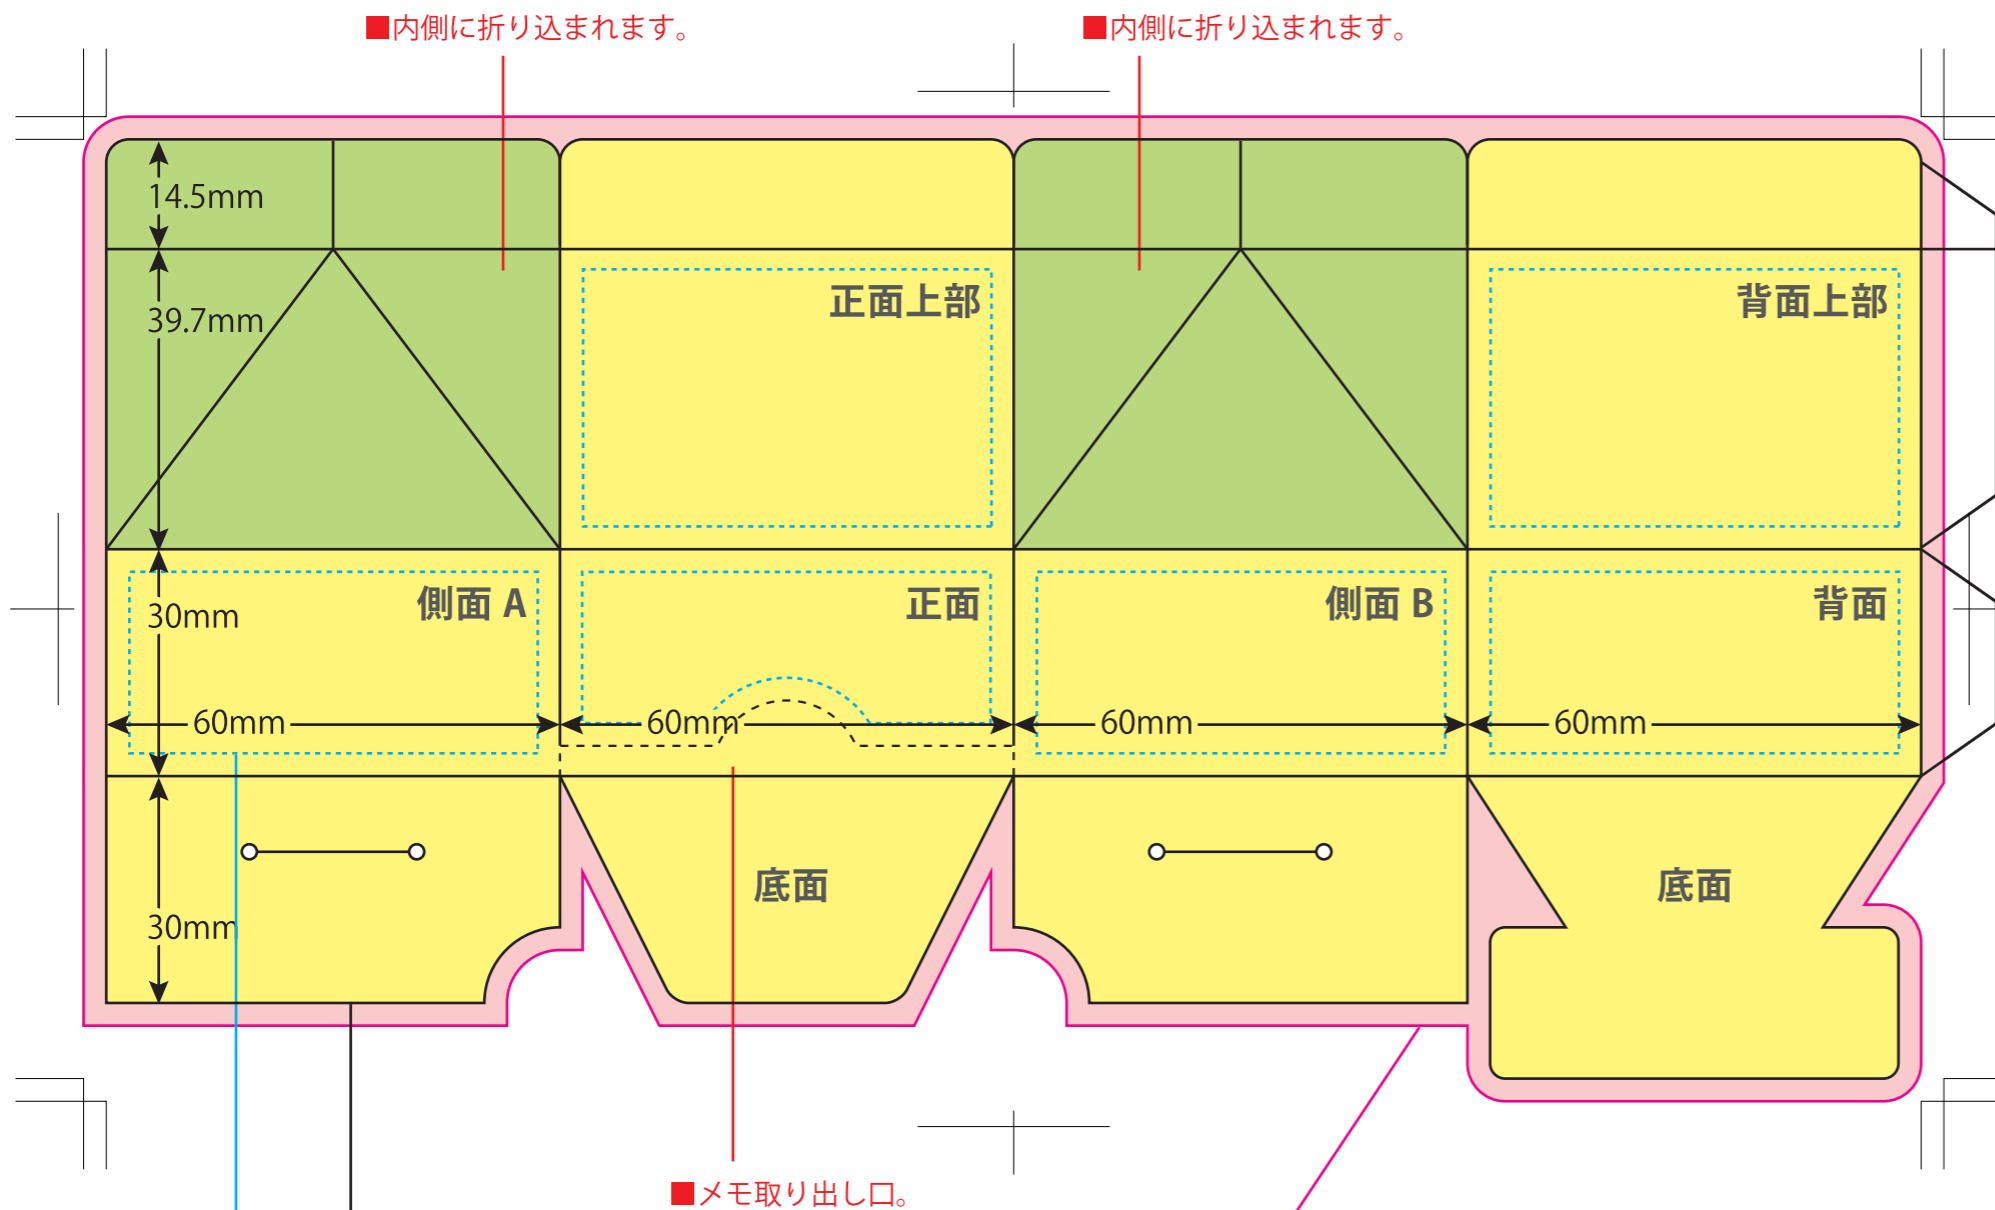 ■内側に折り込まれます。
■内側に折り込まれます。
14.5mm
39.7mm
正面上部
背面上部
30mm
側面 A
正面
側面 B
背面
60mm
60mm
60mm
60mm
底面
底面
30mm
■メモ取り出し口。